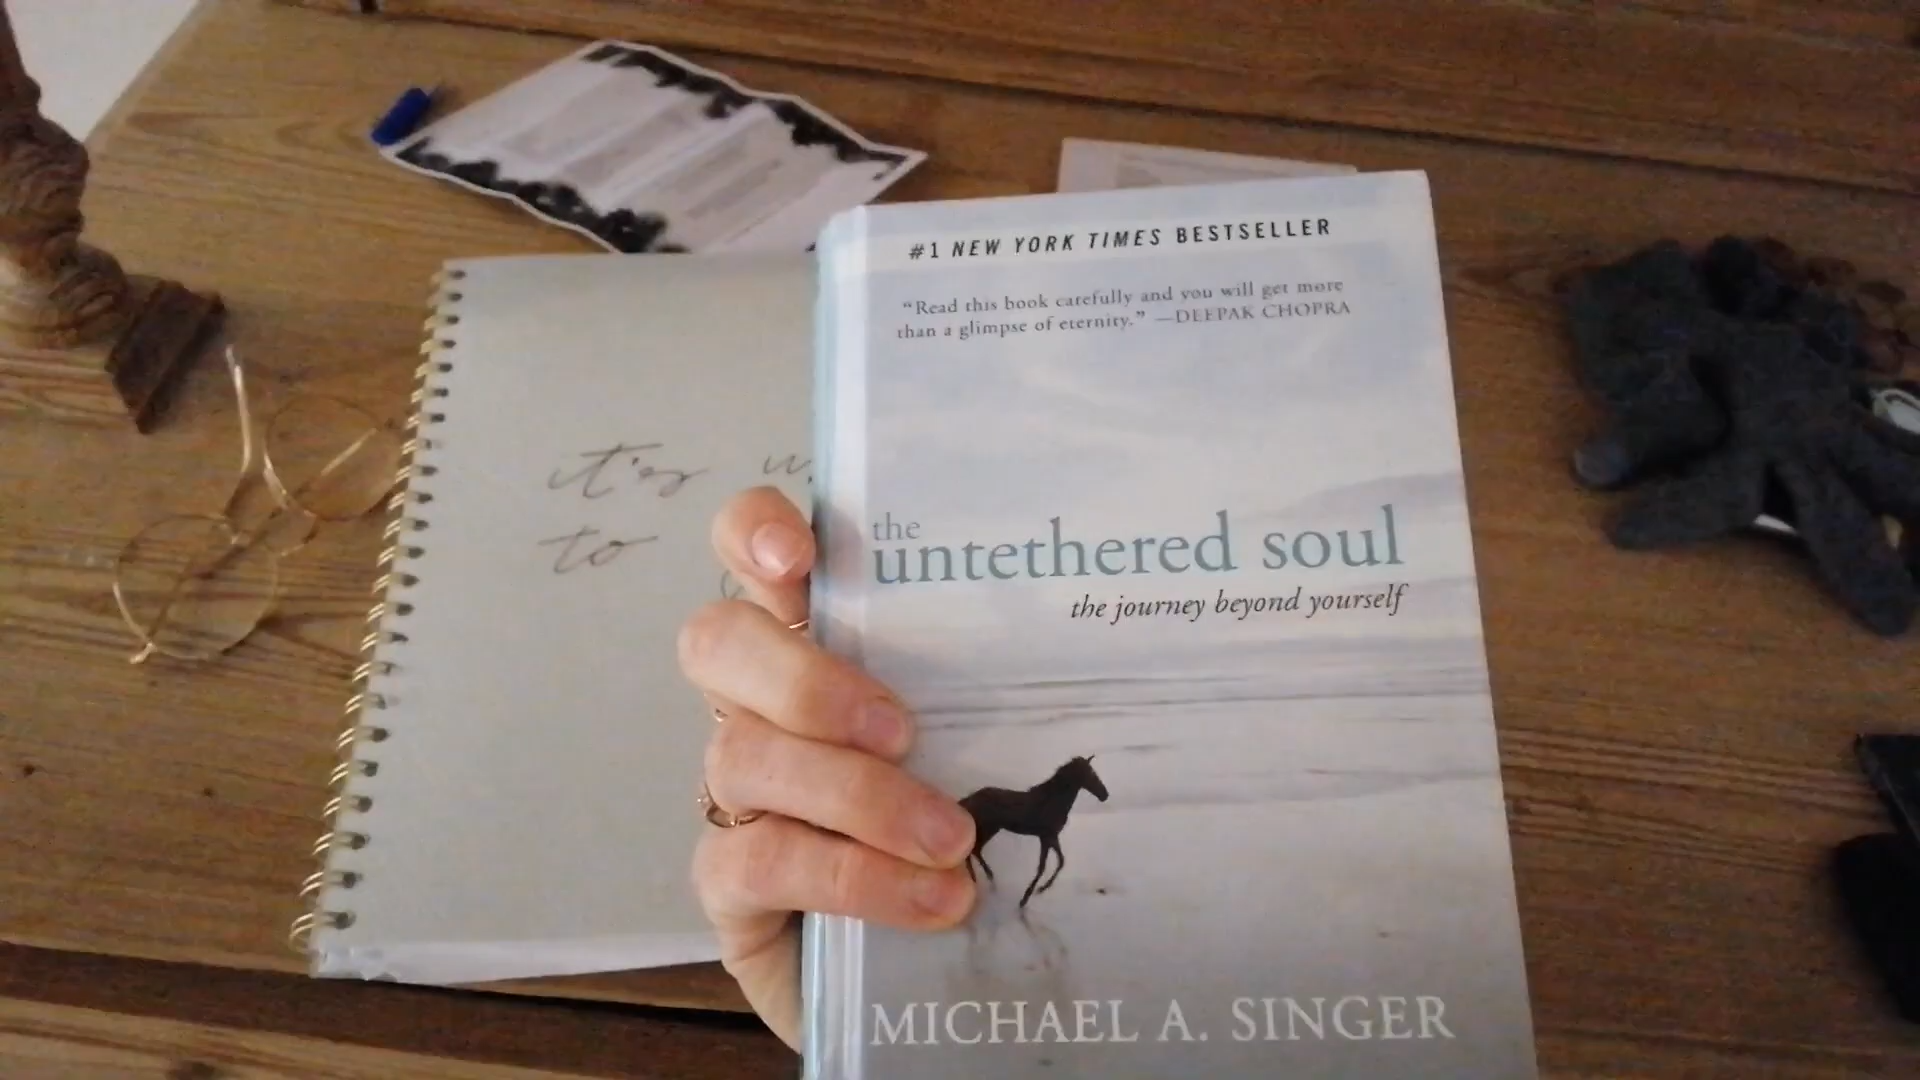 #1 NEW YORK TIMES BESTSELLER
“Read this book carefully and you will get more
than a glimpse of eternity.” —DEEPAK CHOPRA
the
untethered soul
the journey beyond yourself
MICHAEL A. SINGER
it's
to